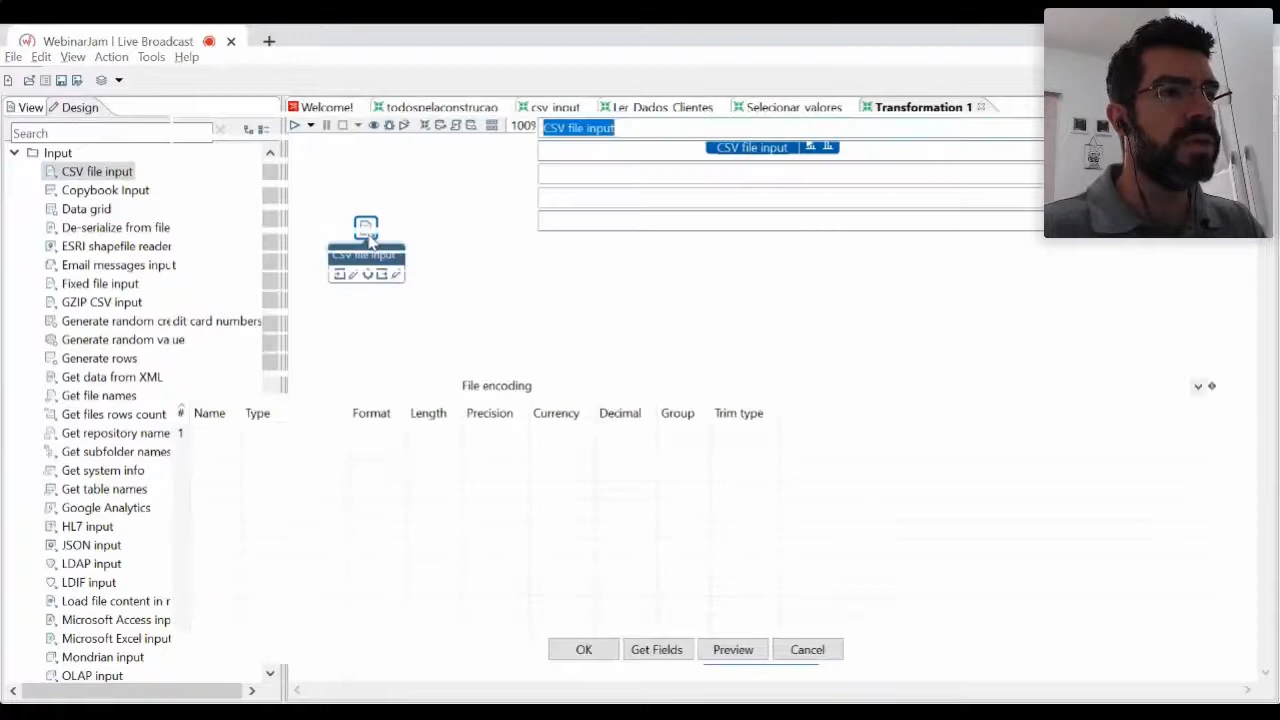 WebinarJam | Live Broadcast
File Edit View Action Tools Help
View Design
Welcome! todospelaconstrucao csv input Ler Dados Clientes Selecionar valores Transformation 1
Search
100%
CSV file input
CSV file input
Input
CSV file input
Copybook Input
Data grid
De-serialize from file
ESRI shapefile reader
Email messages input
Fixed file input
GZIP CSV input
Generate random credit card numbers
Generate random value
Generate rows
Get data from XML
Get file names
Get files rows count
Get repository name
Get subfolder names
Get system info
Get table names
Google Analytics
HL7 input
JSON input
LDAP input
LDIF input
Load file content in
Microsoft Access inp
Microsoft Excel input
Mondrian input
OLAP input
CSV file input
File encoding
# Name Type Format Length Precision Currency Decimal Group Trim type
1
OK Get Fields Preview Cancel